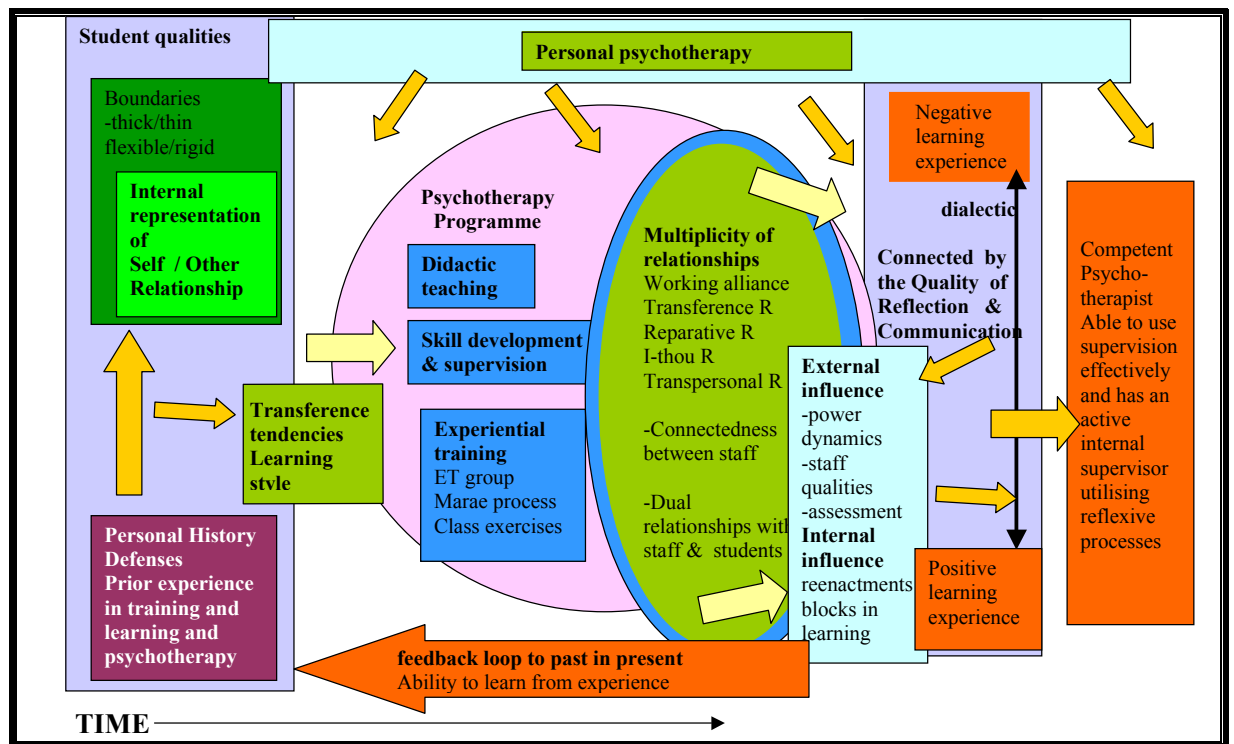 Student qualities
Personal psychotherapy
Boundaries
-thick/thin
flexible/rigid
Internal
representation
of
Self / Other
Relationship
Transference
tendencies
Learning
style
Personal History
Defenses
Prior experience
in training and
learning and
psychotherapy
Psychotherapy
Programme
Didactic
teaching
Skill development
& supervision
Experiential
training
ET group
Marae process
Class exercises
Multiplicity of
relationships
Working alliance
Transference R
Reparative R
I-thou R
Transpersonal R
-Connectedness
between staff
-Dual
relationships with
staff & students
External
influence
-power
dynamics
-staff
qualities
-assessment
Internal
influence
reenactments
blocks in
learning
Negative
learning
experience
dialectic
Connected by
the Quality of
Reflection &
Communication
Positive
learning
experience
Competent
Psycho-
therapist
Able to use
supervision
effectively
and has an
active
internal
supervisor
utilising
reflexive
processes
feedback loop to past in present
Ability to learn from experience
TIME